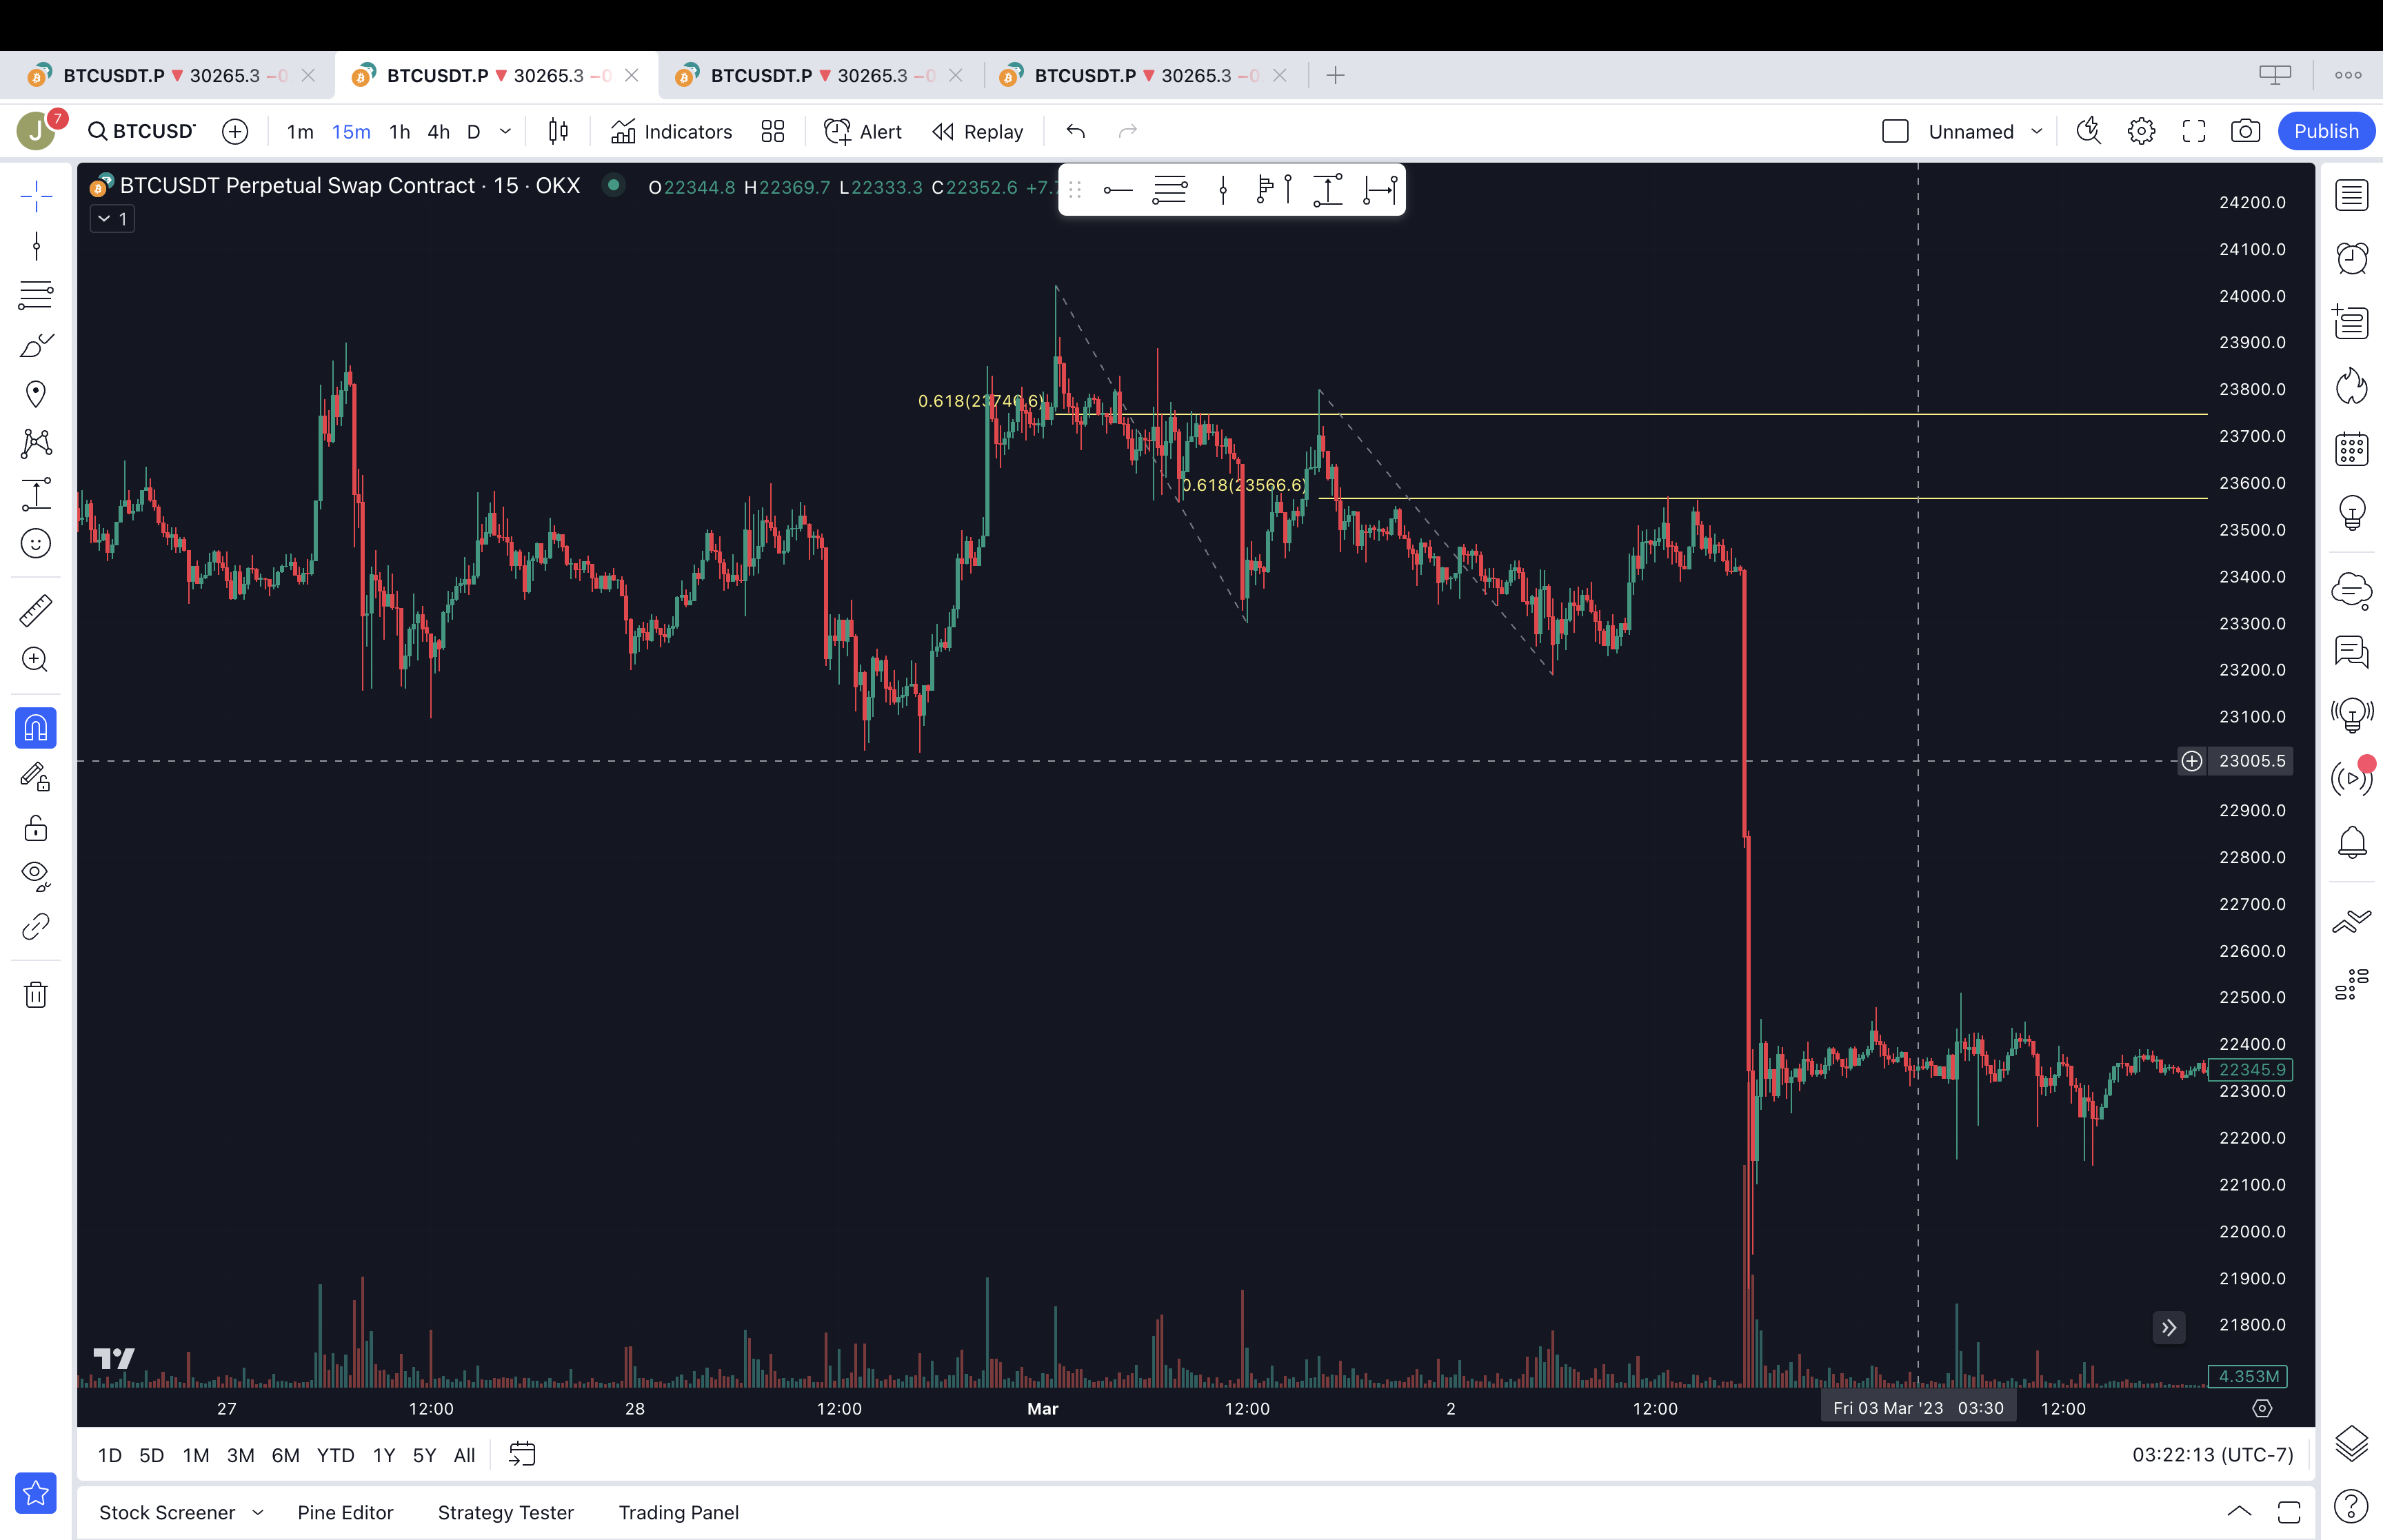 BTCUSDT.P ▼ 30265.3 −0
BTCUSDT.P ▼ 30265.3 −0
BTCUSDT.P ▼ 30265.3 −0
BTCUSDT.P ▼ 30265.3 −0
J 7 BTCUSD 1m 15m 1h 4h D Indicators Alert Replay Unnamed Publish
BTCUSDT Perpetual Swap Contract · 15 · OKX O22344.8 H22369.7 L22333.3 C22352.6 +7.
1
24200.0
24100.0
24000.0
23900.0
23800.0
0.618(23746.6)
23700.0
0.618(23566.6)
23600.0
23500.0
23400.0
23300.0
23200.0
23100.0
23005.5
22900.0
22800.0
22700.0
22600.0
22500.0
22400.0
22345.9
22300.0
22200.0
22100.0
22000.0
21900.0
21800.0
4.353M
27 12:00 28 12:00 Mar 12:00 2 12:00 Fri 03 Mar '23 03:30 12:00
1D 5D 1M 3M 6M YTD 1Y 5Y All 03:22:13 (UTC-7)
Stock Screener Pine Editor Strategy Tester Trading Panel